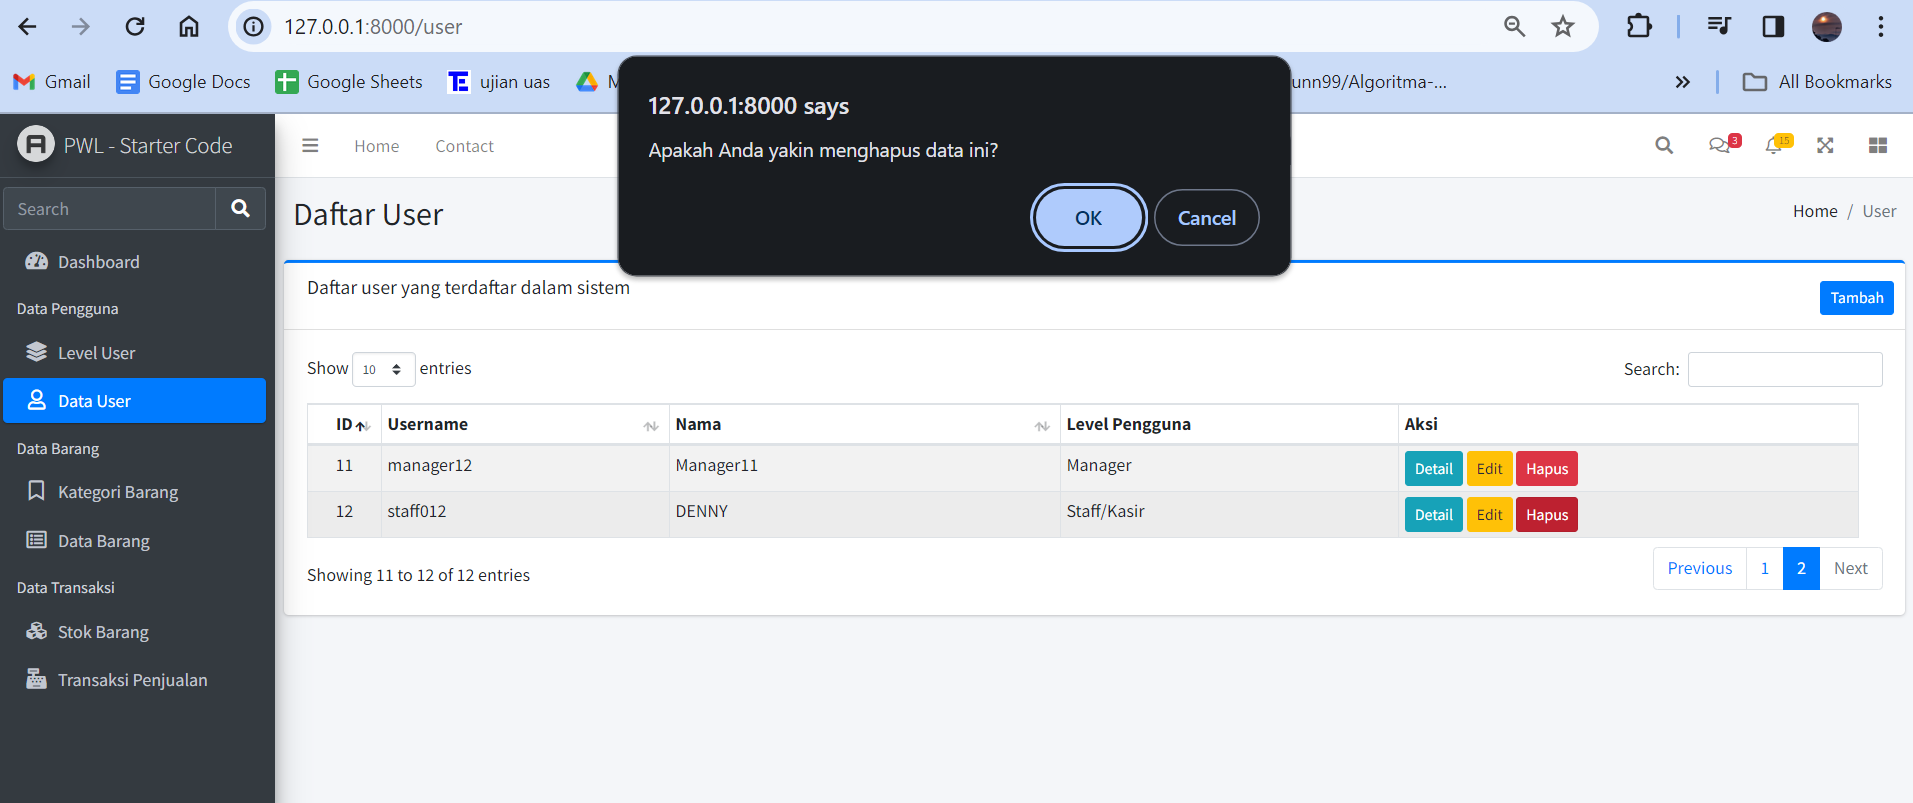 127.0.0.1:8000/user
Gmail
Google Docs
Google Sheets
ujian uas
unn99/Algoritma-...
All Bookmarks
127.0.0.1:8000 says
Apakah Anda yakin menghapus data ini?
OK
Cancel
PWL - Starter Code
Home
Contact
3
15
Search
Daftar User
Home / User
Dashboard
Data Pengguna
Level User
Data User
Data Barang
Kategori Barang
Data Barang
Data Transaksi
Stok Barang
Transaksi Penjualan
Daftar user yang terdaftar dalam sistem
Tambah
Show 10 entries
Search:
ID Username Nama Level Pengguna Aksi
11 manager12 Manager11 Manager Detail Edit Hapus
12 staff012 DENNY Staff/Kasir Detail Edit Hapus
Showing 11 to 12 of 12 entries
Previous 1 2 Next